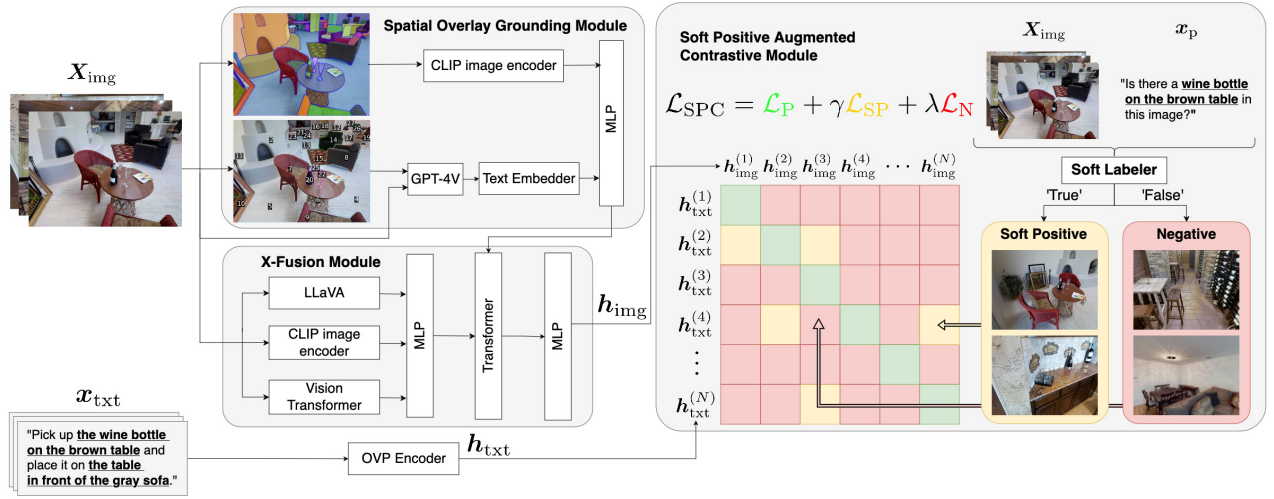 Spatial Overlay Grounding Module
X_img
CLIP image encoder
MLP
GPT-4V
Text Embedder
X-Fusion Module
LLaVA
CLIP image
encoder
Vision
Transformer
MLP
Transformer
MLP
h_img
x_txt
"Pick up the wine bottle
on the brown table and
place it on the table
in front of the gray sofa."
OVP Encoder
h_txt
Soft Positive Augmented
Contrastive Module
X_img
x_p
"Is there a wine bottle
on the brown table in
this image?"
L_SPC = L_P + γL_SP + λL_N
Soft Labeler
'True'
'False'
Soft Positive
Negative
h_img^(1) h_img^(2) h_img^(3) h_img^(4) ··· h_img^(N)
h_txt^(1)
h_txt^(2)
h_txt^(3)
h_txt^(4)
⋮
h_txt^(N)